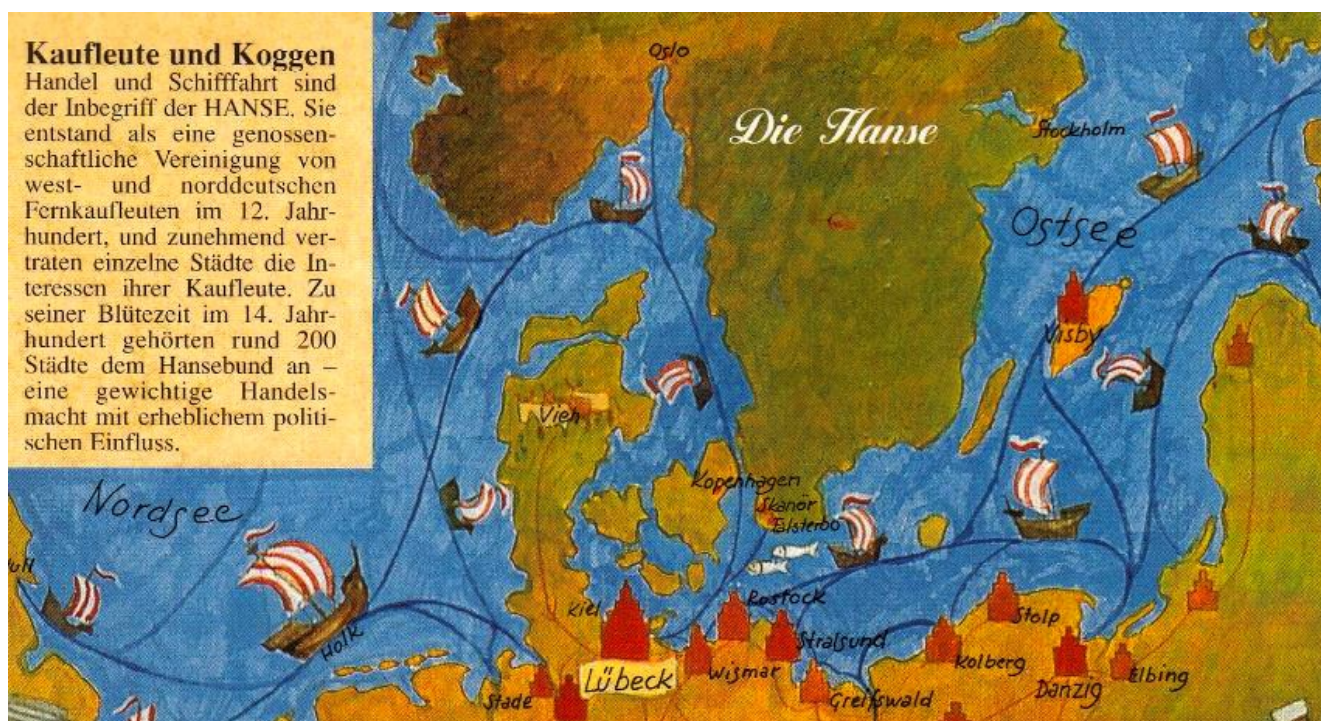 Kaufleute und Koggen
Handel und Schifffahrt sind
der Inbegriff der HANSE. Sie
entstand als eine genossen-
schaftliche Vereinigung von
west- und norddeutschen
Fernkaufleuten im 12. Jahr-
hundert, und zunehmend ver-
traten einzelne Städte die In-
teressen ihrer Kaufleute. Zu
seiner Blütezeit im 14. Jahr-
hundert gehörten rund 200
Städte dem Hansebund an –
eine gewichtige Handels-
macht mit erheblichem politi-
schen Einfluss.
Oslo
Die Hanse
Stockholm
Ostsee
Visby
Vieh
Nordsee
Kopenhagen
Skanör
Falsterbo
Holk
Kiel
Rostock
Stolp
Stralsund
Wismar
Kolberg
Lübeck
Danzig
Elbing
Stade
Greifswald